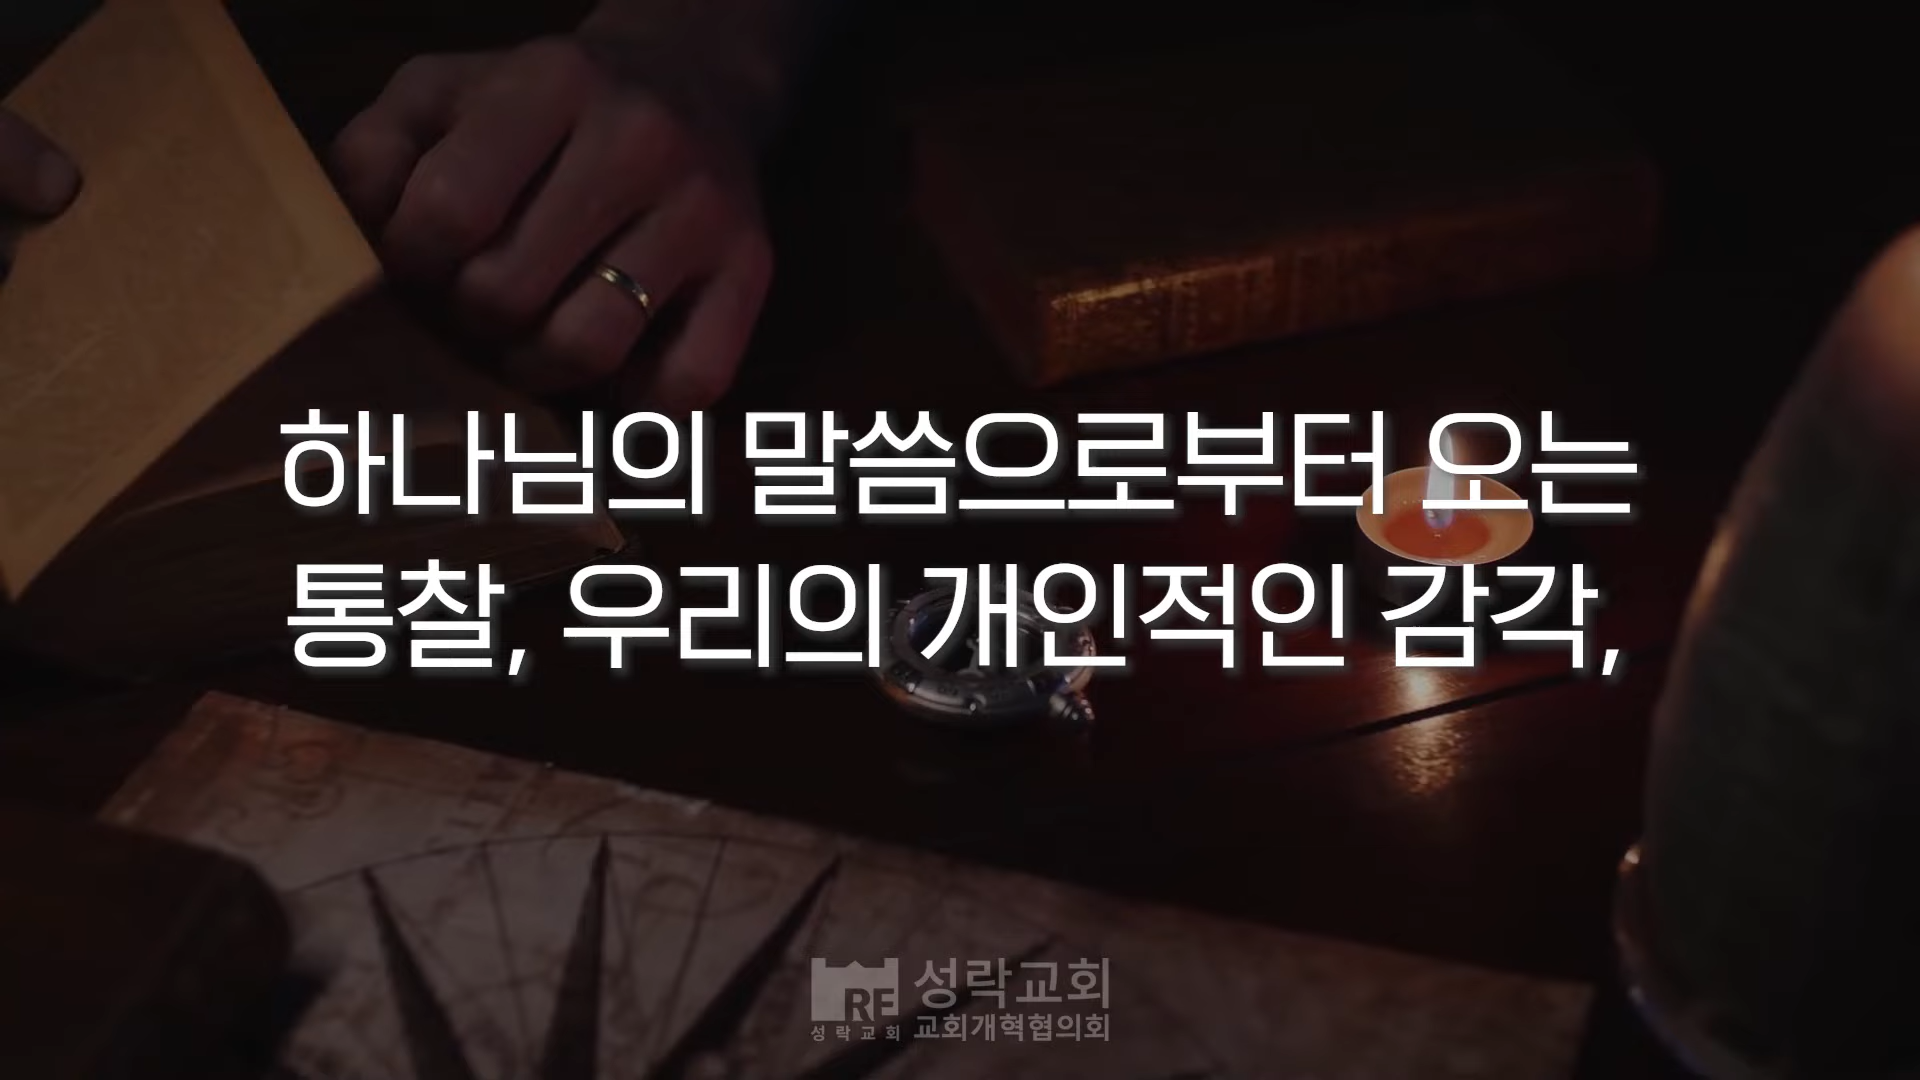 하나님의 말씀으로부터 오는
통찰, 우리의 개인적인 감각,
RE
성락교회
성락교회
교회개혁협의회